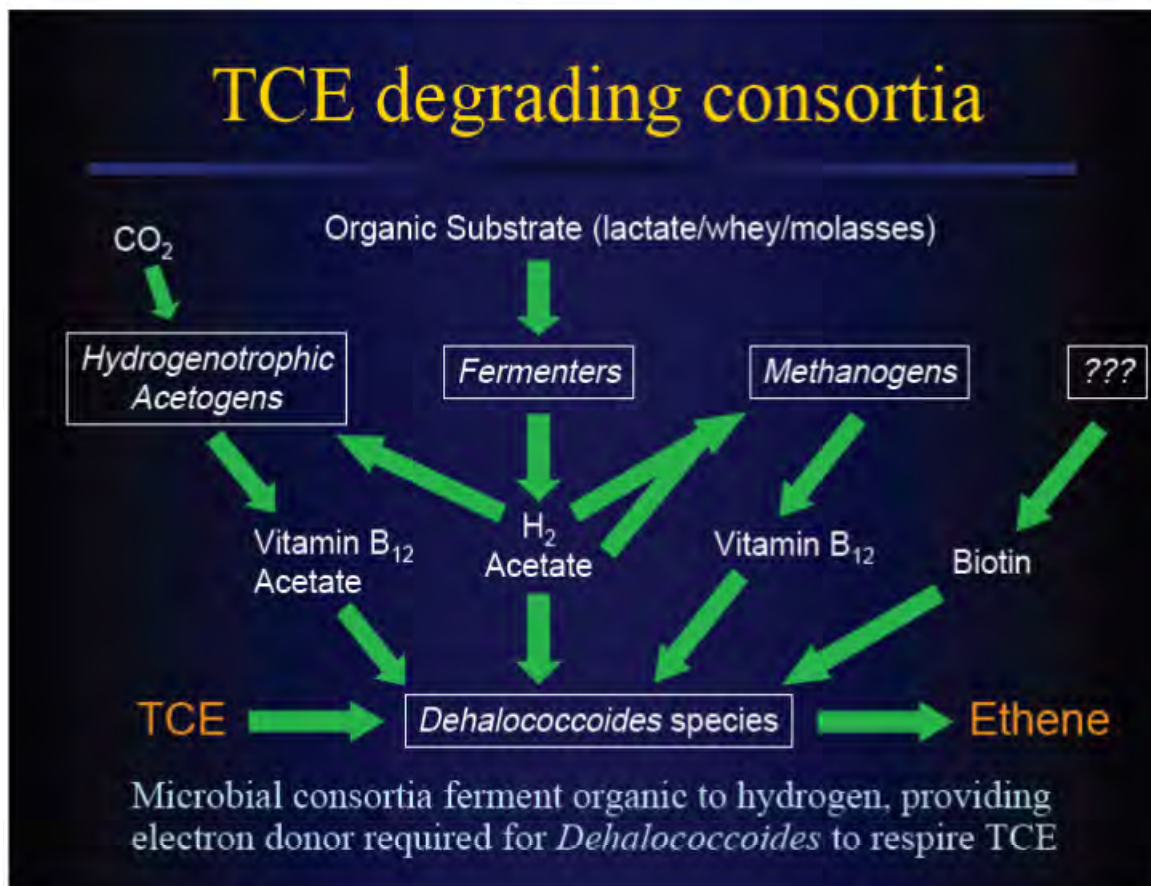 TCE degrading consortia
CO₂
Organic Substrate (lactate/whey/molasses)
Hydrogenotrophic
Acetogens
Fermenters
Methanogens
???
Vitamin B₁₂
Acetate
H₂
Acetate
Vitamin B₁₂
Biotin
TCE
Dehalococcoides species
Ethene
Microbial consortia ferment organic to hydrogen, providing
electron donor required for Dehalococcoides to respire TCE